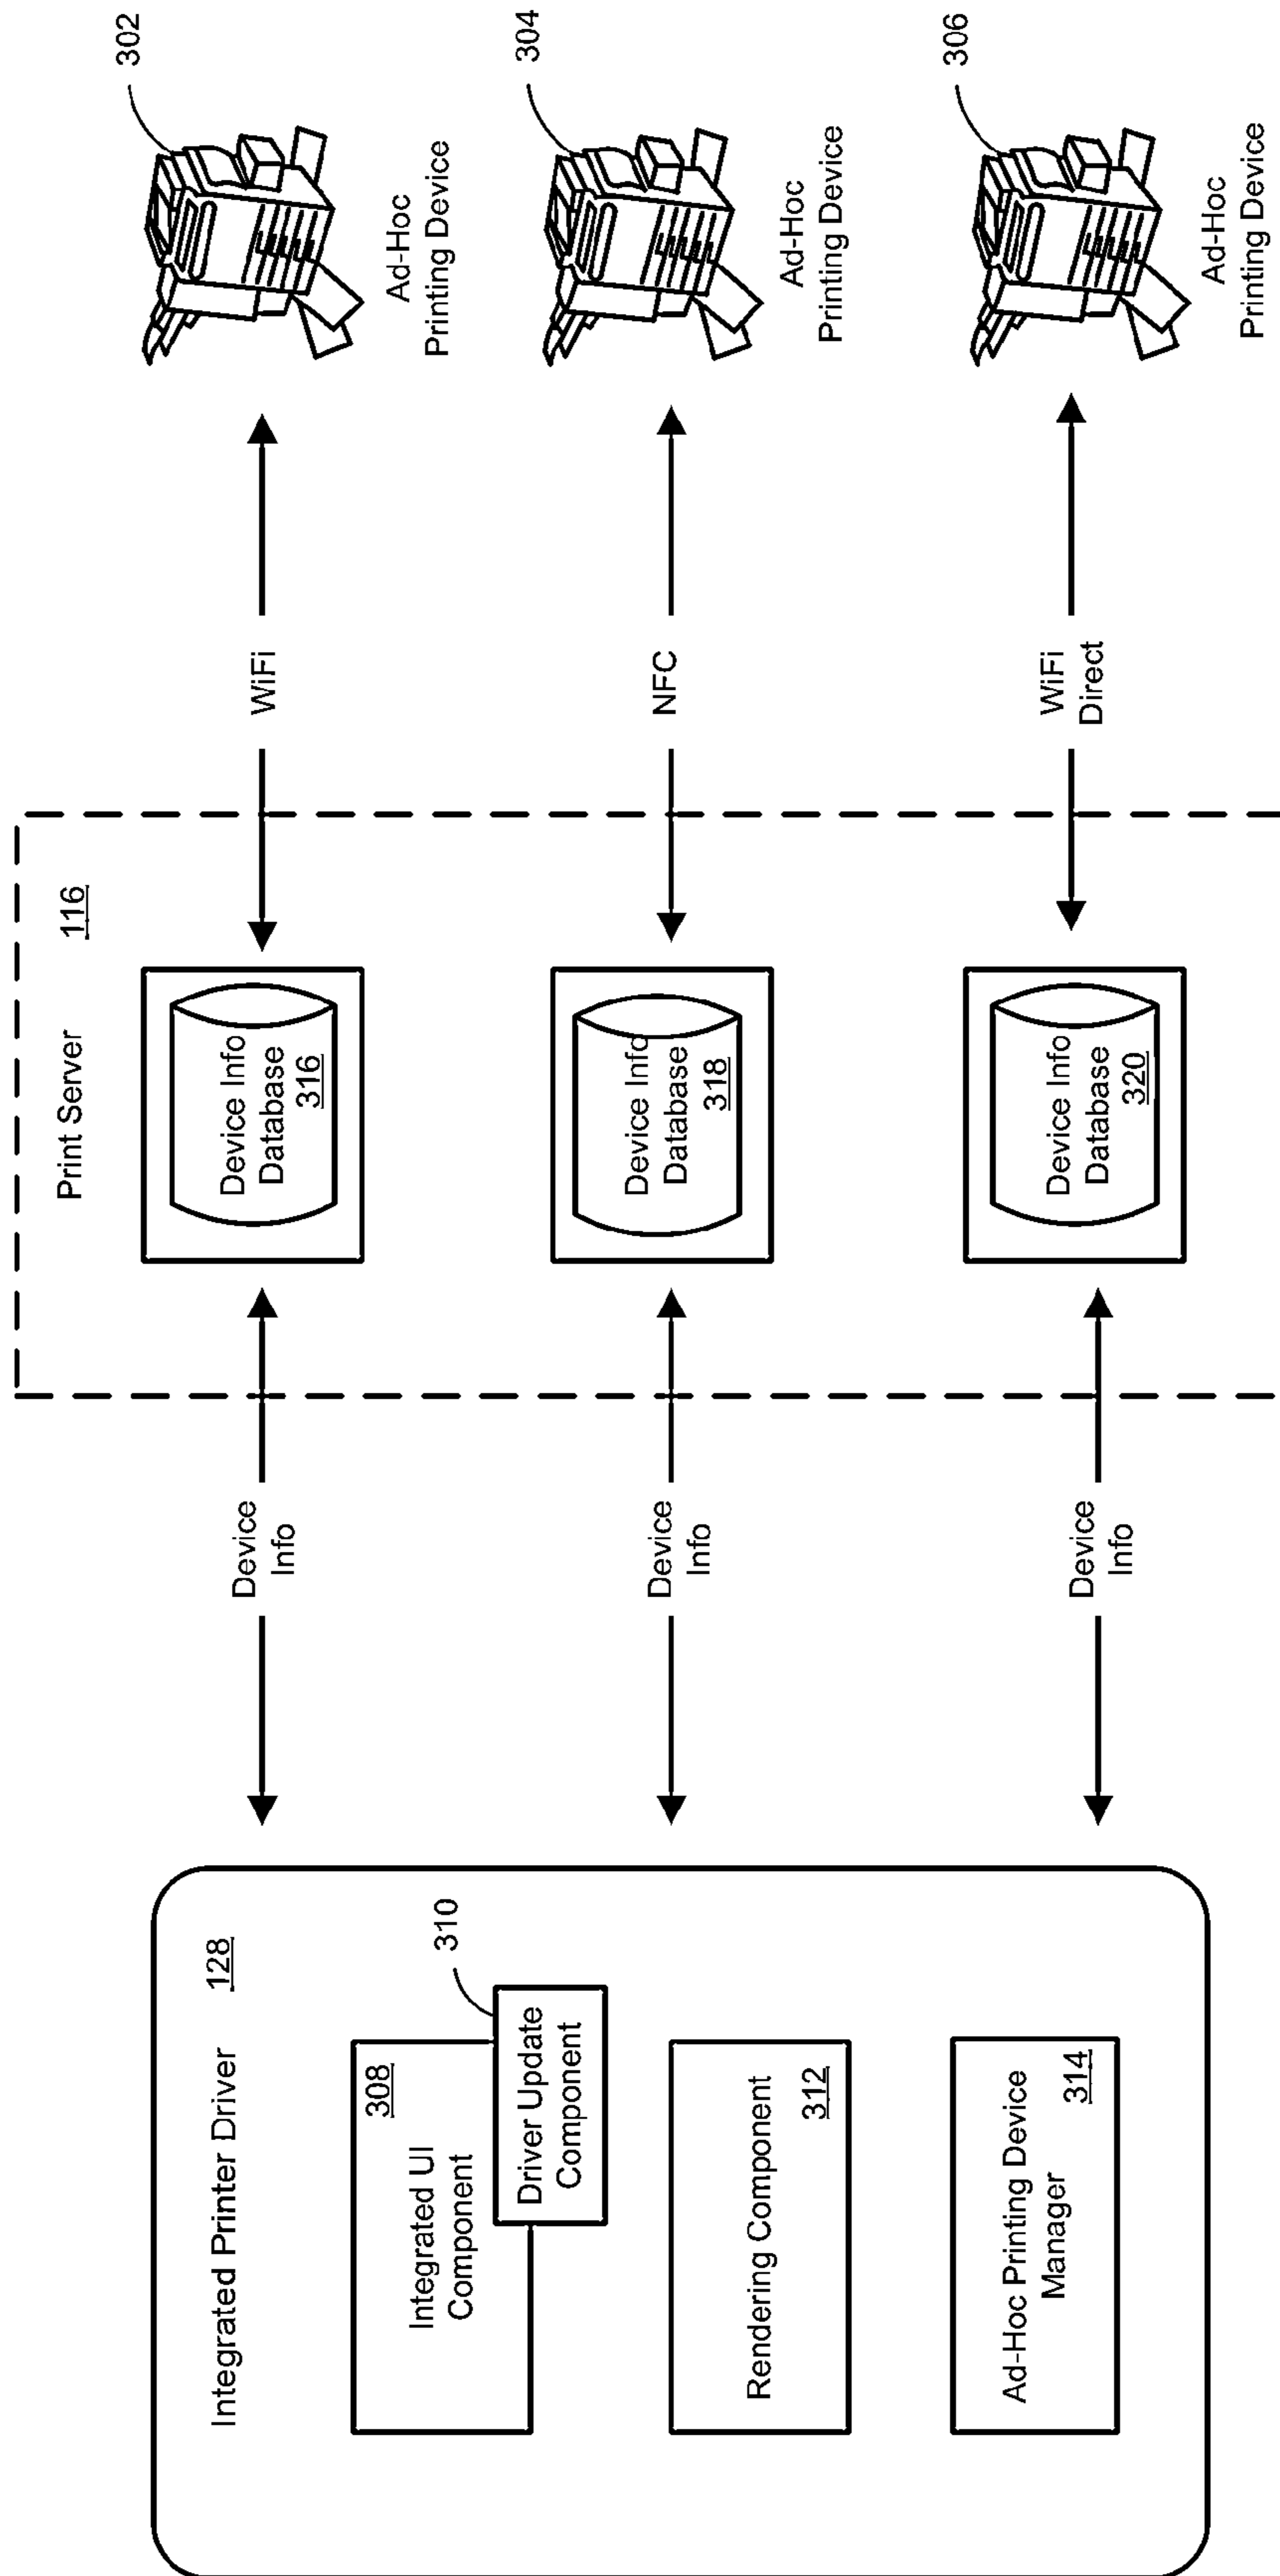 Integrated Printer Driver
128
Integrated UI
Component
308
Driver Update
Component
310
Rendering Component
312
Ad-Hoc Printing Device
Manager
314
Device
Info
Device
Info
Device
Info
Print Server
116
Device Info
Database
316
Device Info
Database
318
Device Info
Database
320
WiFi
NFC
WiFi
Direct
302
Ad-Hoc
Printing Device
304
Ad-Hoc
Printing Device
306
Ad-Hoc
Printing Device